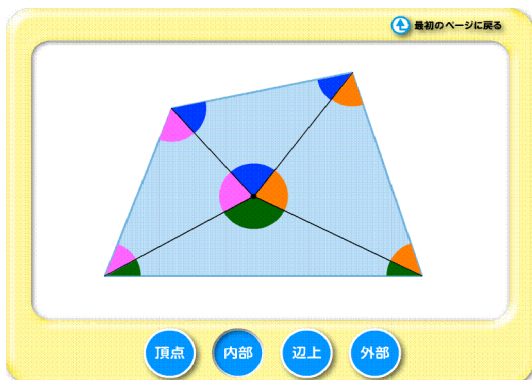 最初のページに戻る
頂点
内部
辺上
外部